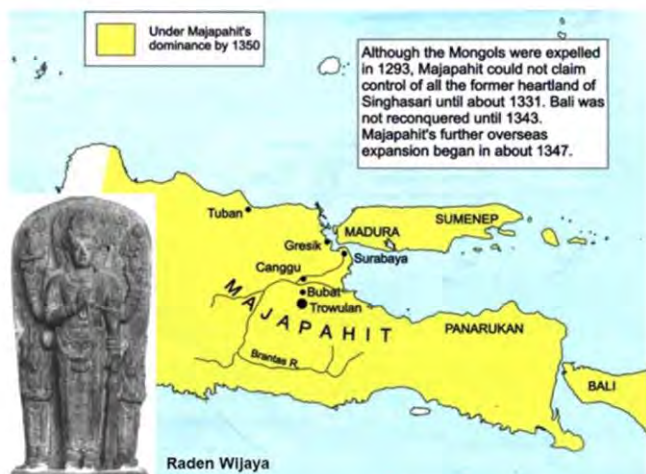 Under Majapahit's
dominance by 1350
Although the Mongols were expelled
in 1293, Majapahit could not claim
control of all the former heartland of
Singhasari until about 1331. Bali was
not reconquered until 1343.
Majapahit's further overseas
expansion began in about 1347.
Tuban
MADURA
SUMENEP
Gresik
Surabaya
Canggu
Bubat
Trowulan
MAJAPAHIT
PANARUKAN
Brantas R.
BALI
Raden Wijaya